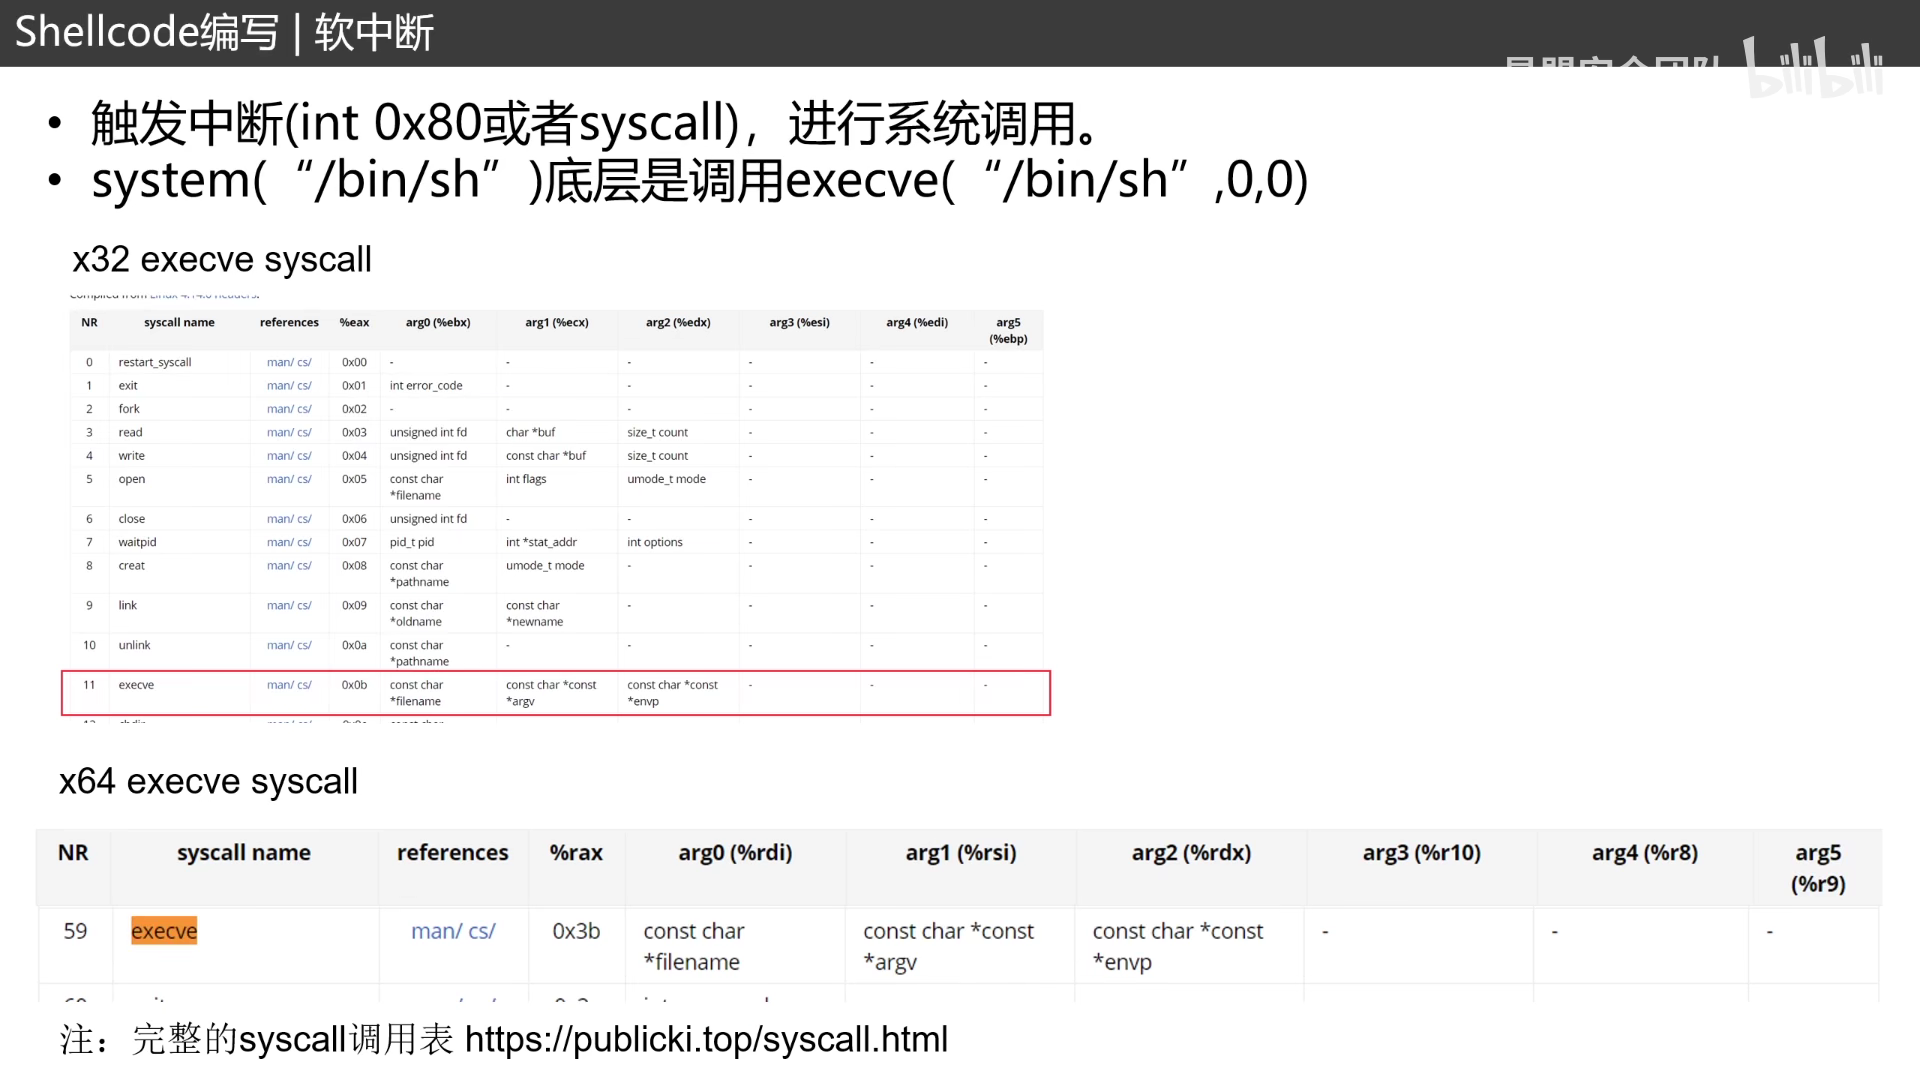 Shellcode编写 | 软中断
bilibili
• 触发中断(int 0x80或者syscall)，进行系统调用。
• system(“/bin/sh”)底层是调用execve(“/bin/sh”,0,0)
x32 execve syscall
NR syscall name references %eax arg0 (%ebx) arg1 (%ecx) arg2 (%edx) arg3 (%esi) arg4 (%edi) arg5
(%ebp)
0 restart_syscall man/ cs/ 0x00 - - - - - -
1 exit man/ cs/ 0x01 int error_code - - - - -
2 fork man/ cs/ 0x02 - - - - - -
3 read man/ cs/ 0x03 unsigned int fd char *buf size_t count - - -
4 write man/ cs/ 0x04 unsigned int fd const char *buf size_t count - - -
5 open man/ cs/ 0x05 const char int flags umode_t mode - - -
*filename
6 close man/ cs/ 0x06 unsigned int fd - - - - -
7 waitpid man/ cs/ 0x07 pid_t pid int *stat_addr int options - - -
8 creat man/ cs/ 0x08 const char umode_t mode - - - -
*pathname
9 link man/ cs/ 0x09 const char const char - - - -
*oldname *newname
10 unlink man/ cs/ 0x0a const char - - - - -
*pathname
11 execve man/ cs/ 0x0b const char const char *const const char *const - - -
*filename *argv *envp
x64 execve syscall
NR syscall name references %rax arg0 (%rdi) arg1 (%rsi) arg2 (%rdx) arg3 (%r10) arg4 (%r8) arg5
(%r9)
59 execve man/ cs/ 0x3b const char const char *const const char *const - - -
*filename *argv *envp
注：完整的syscall调用表 https://publicki.top/syscall.html